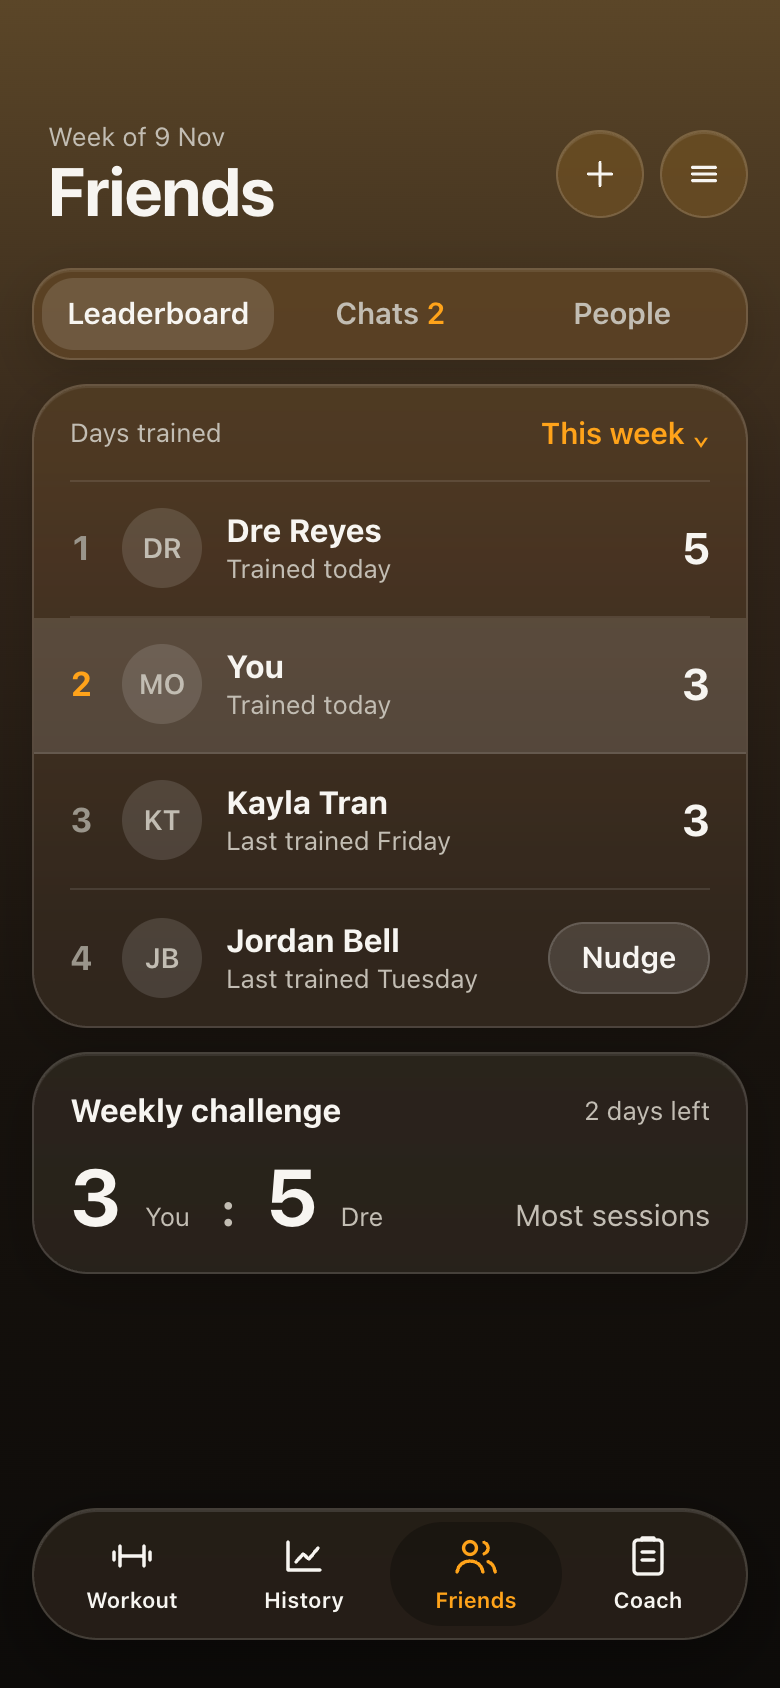 Week of 9 Nov
Friends
Leaderboard Chats 2 People
Days trained This week
1 DR Dre Reyes 5
Trained today
2 MO You 3
Trained today
3 KT Kayla Tran 3
Last trained Friday
4 JB Jordan Bell Nudge
Last trained Tuesday
Weekly challenge 2 days left
3 You : 5 Dre Most sessions
Workout History Friends Coach